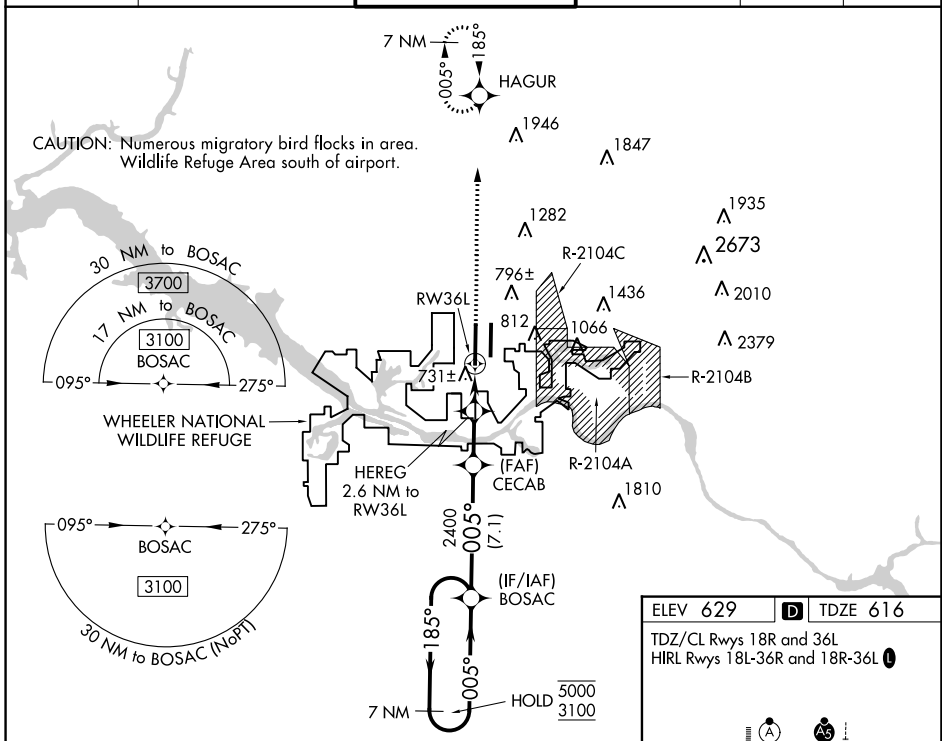 7 NM
185°
005°
HAGUR
CAUTION: Numerous migratory bird flocks in area.
Wildlife Refuge Area south of airport.
1946
1847
1935
1282
R-2104C
2673
30 NM to BOSAC
3700
17 NM to BOSAC
3100
BOSAC
095°
275°
796±
RW36L
1436
2010
812
1066
2379
731±
R-2104B
WHEELER NATIONAL
WILDLIFE REFUGE
HEREG
2.6 NM to
RW36L
(FAF)
CECAB
R-2104A
1810
095°
275°
BOSAC
3100
30 NM to BOSAC (NoPT)
2400
005°
(7.1)
(IF/IAF)
BOSAC
185°
005°
7 NM
HOLD
5000
3100
ELEV 629 D TDZE 616
TDZ/CL Rwys 18R and 36L
HIRL Rwys 18L-36R and 18R-36L L
A
A5